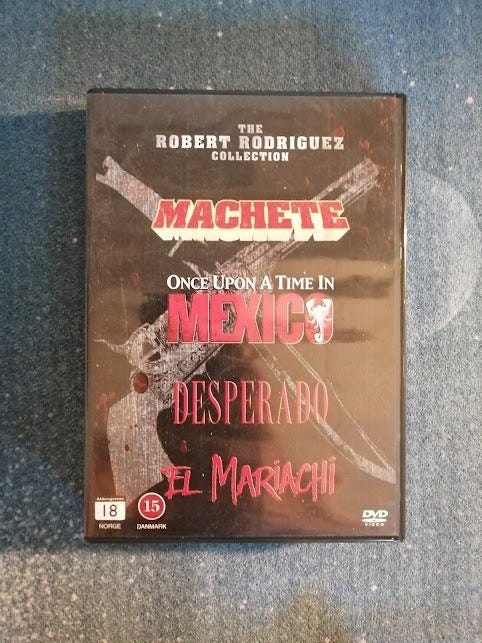 THE
ROBERT RODRIGUEZ
COLLECTION
MACHETE
ONCE UPON A TIME IN
MEXICO
DESPERADO
EL MARIACHI
18
NORGE
15
DANMARK
DVD
VIDEO